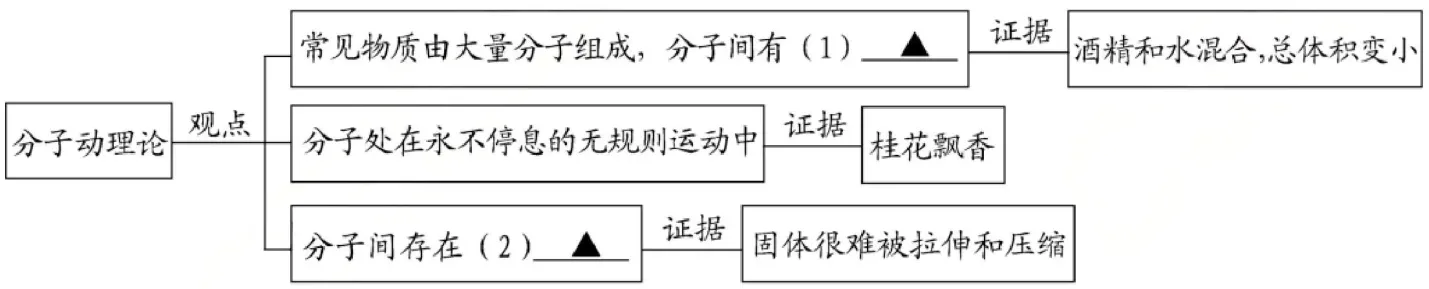 分子动理论
观点
常见物质由大量分子组成，分子间有（1）▲
证据
酒精和水混合，总体积变小
分子处在永不停息的无规则运动中
证据
桂花飘香
分子间存在（2）▲
证据
固体很难被拉伸和压缩